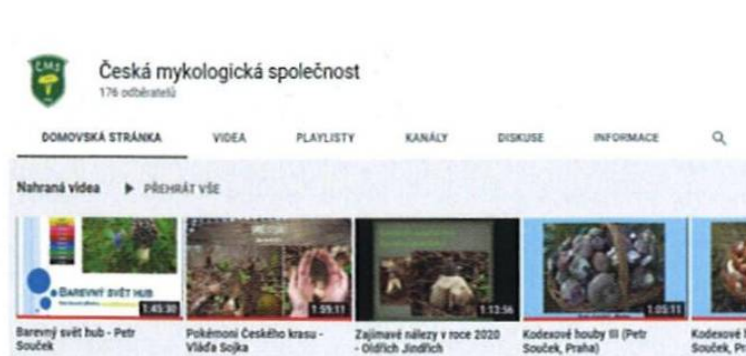 ČMS
Česká mykologická společnost
176 odběratelů
DOMOVSKÁ STRÁNKA VIDEA PLAYLISTY KANÁLY DISKUSE INFORMACE
Nahraná videa PŘEHRÁT VŠE
BAREVNÝ SVĚT HUB
1:45:30 1:59:11 1:13:56 1:05:11
Barevný svět hub - Petr Pokémoni Českého krasu - Zajímavé nálezy v roce 2020 Kodexové houby III (Petr Kodexové
Souček Vláďa Sojka - Oldřich Jindřich Souček, Praha) Souček,